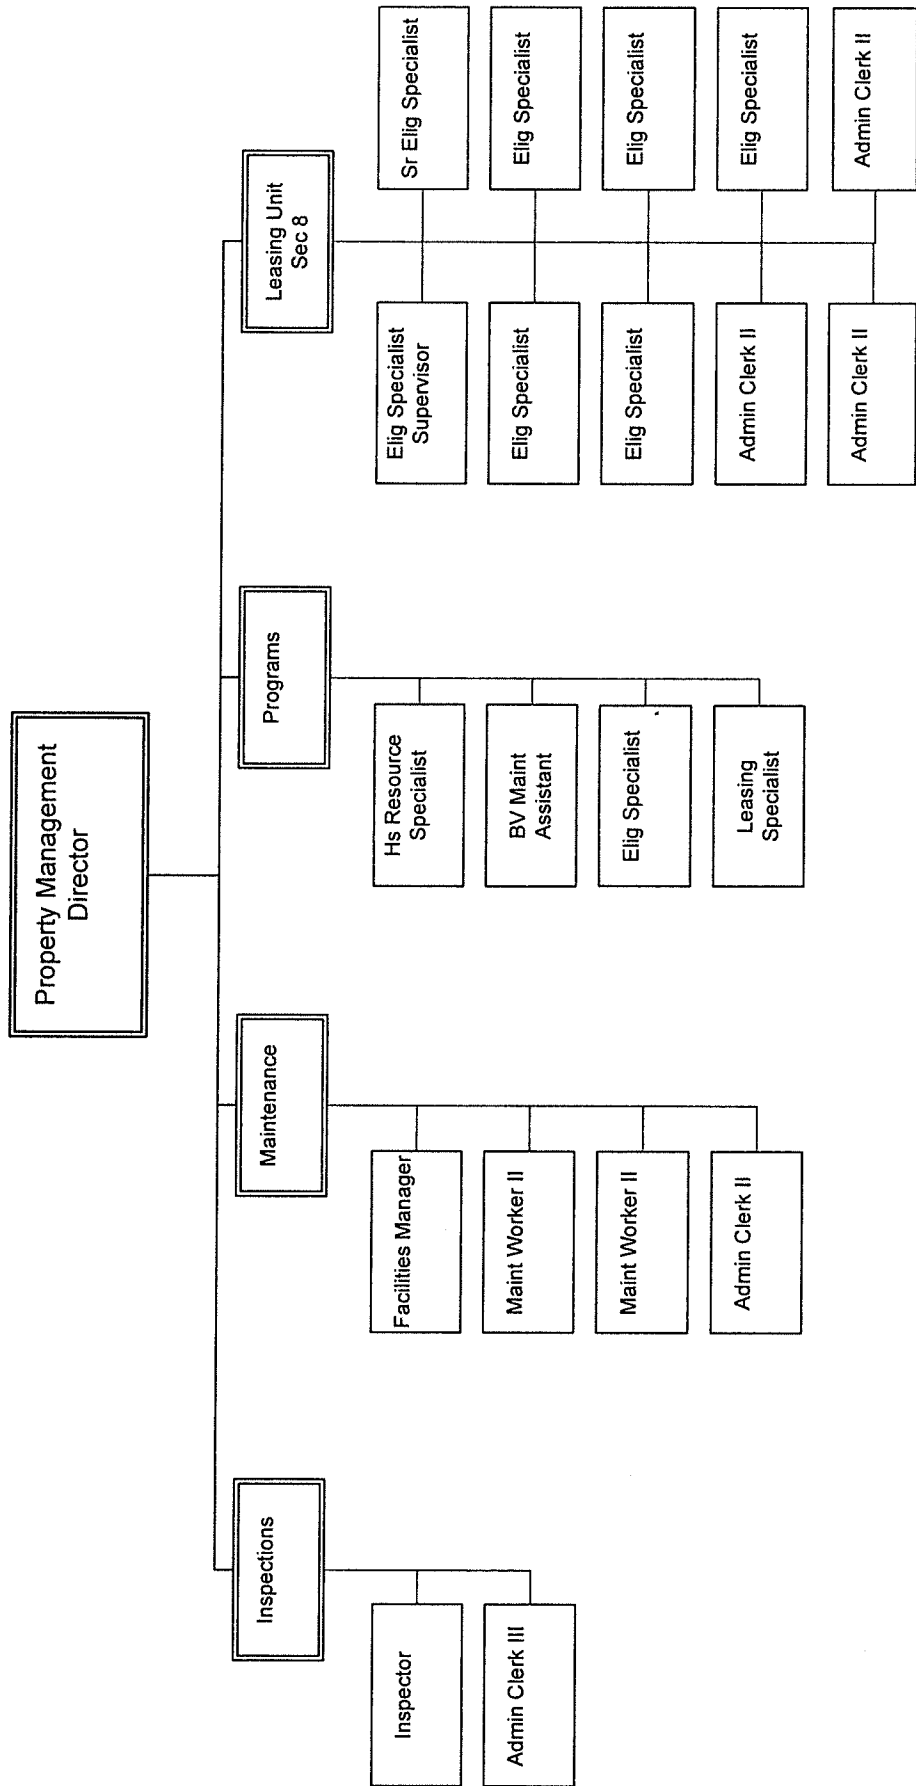 Property Management
Director
Inspections
Maintenance
Programs
Leasing Unit
Sec 8
Inspector
Admin Clerk III
Facilities Manager
Maint Worker II
Maint Worker II
Admin Clerk II
Hs Resource
Specialist
BV Maint
Assistant
Elig Specialist
Leasing
Specialist
Elig Specialist
Supervisor
Sr Elig Specialist
Elig Specialist
Elig Specialist
Elig Specialist
Elig Specialist
Admin Clerk II
Elig Specialist
Admin Clerk II
Admin Clerk II